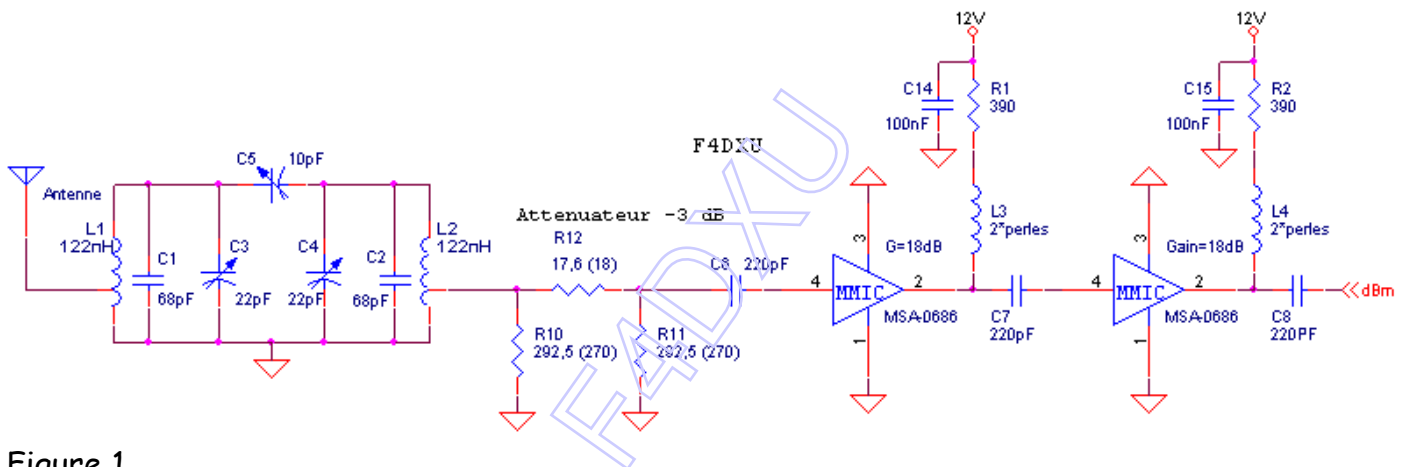 12V
12V
C14
100nF
R1
390
C15
100nF
R2
390
F4DXU
C5
10pF
Antenne
Attenuateur -3 dB
L1
122nH
C1
68pF
C3
22pF
C4
22pF
C2
68pF
L2
122nH
R12
17,6 (18)
C6 220pF
R10
292,5 (270)
R11
292,5 (270)
G=18dB
3
4
MMIC
2
1
MSA-0686
L3
2*perles
C7
220pF
Gain=18dB
3
4
MMIC
2
1
MSA-0686
L4
2*perles
C8
220PF
dBm
F4DXU
Figure 1